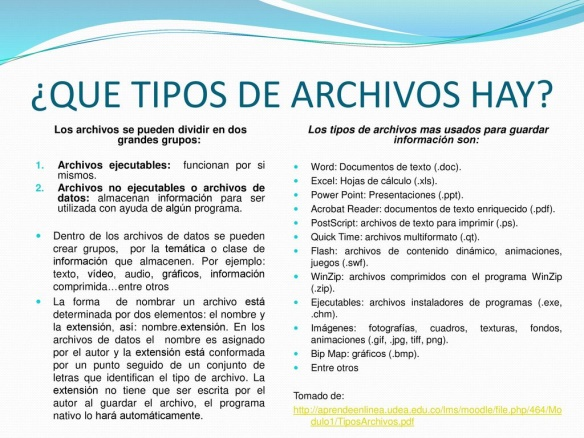 ¿QUE TIPOS DE ARCHIVOS HAY?
Los archivos se pueden dividir en dos
grandes grupos:
1. Archivos ejecutables: funcionan por si
mismos.
2. Archivos no ejecutables o archivos de
datos: almacenan información para ser
utilizada con ayuda de algún programa.
• Dentro de los archivos de datos se pueden
crear grupos, por la temática o clase de
información que almacenen. Por ejemplo:
texto, vídeo, audio, gráficos, información
comprimida…entre otros
• La forma de nombrar un archivo está
determinada por dos elementos: el nombre y
la extensión, así: nombre.extensión. En los
archivos de datos el nombre es asignado
por el autor y la extensión está conformada
por un punto seguido de un conjunto de
letras que identifican el tipo de archivo. La
extensión no tiene que ser escrita por el
autor al guardar el archivo, el programa
nativo lo hará automáticamente.
Los tipos de archivos mas usados para guardar
información son:
• Word: Documentos de texto (.doc).
• Excel: Hojas de cálculo (.xls).
• Power Point: Presentaciones (.ppt).
• Acrobat Reader: documentos de texto enriquecido (.pdf).
• PostScript: archivos de texto para imprimir (.ps).
• Quick Time: archivos multiformato (.qt).
• Flash: archivos de contenido dinámico, animaciones,
juegos (.swf).
• WinZip: archivos comprimidos con el programa WinZip
(.zip).
• Ejecutables: archivos instaladores de programas (.exe,
.chm).
• Imágenes: fotografías, cuadros, texturas, fondos,
animaciones (.gif, .jpg, tiff, png).
• Bip Map: gráficos (.bmp).
• Entre otros
Tomado de:
http://aprendeenlinea.udea.edu.co/lms/moodle/file.php/464/Mo
dulo1/TiposArchivos.pdf